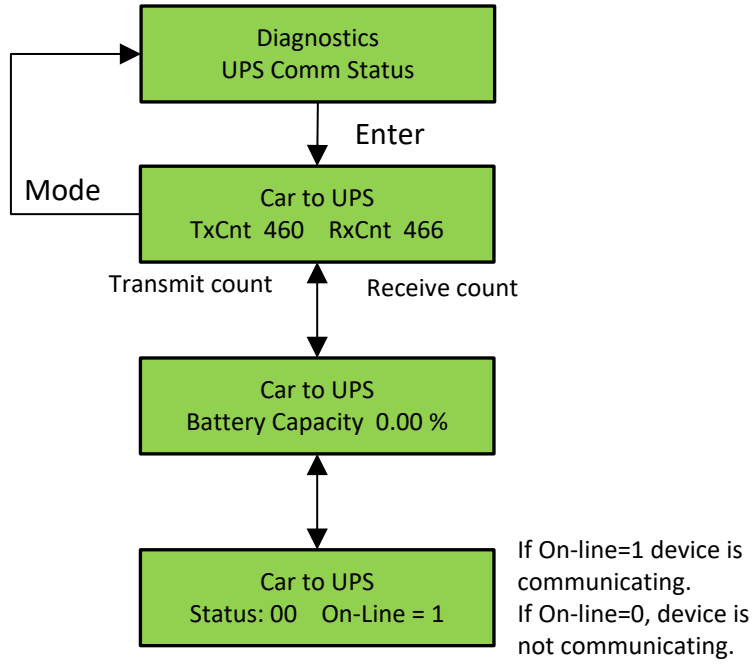 Diagnostics
UPS Comm Status
Enter
Mode
Car to UPS
TxCnt 460 RxCnt 466
Transmit count
Receive count
Car to UPS
Battery Capacity 0.00 %
Car to UPS
Status: 00 On-Line = 1
If On-line=1 device is
communicating.
If On-line=0, device is
not communicating.